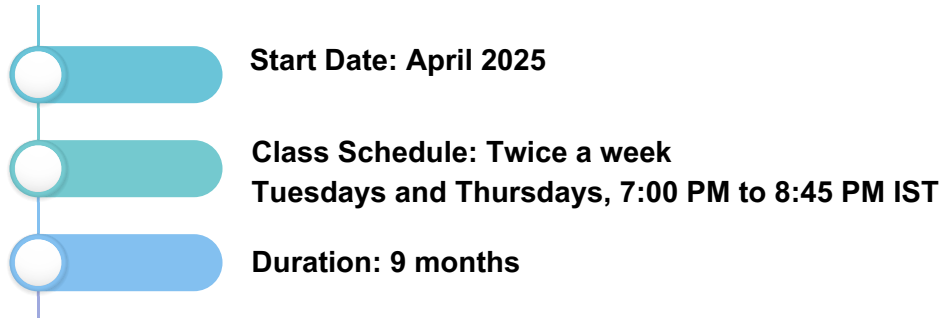 Start Date: April 2025
Class Schedule: Twice a week
Tuesdays and Thursdays, 7:00 PM to 8:45 PM IST
Duration: 9 months